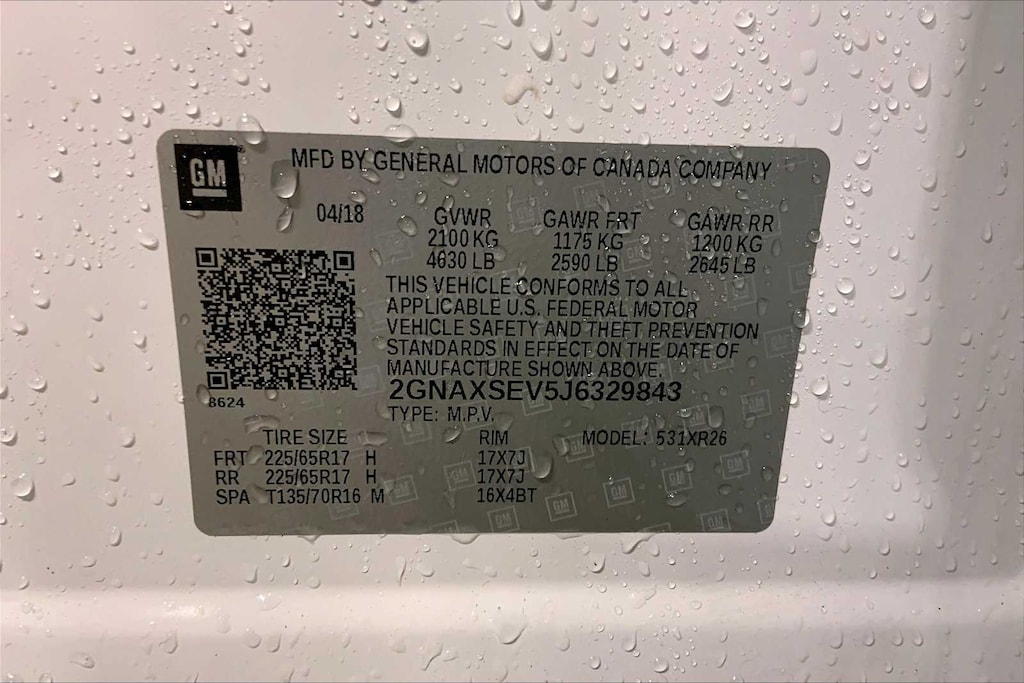 GM
MFD BY GENERAL MOTORS OF CANADA COMPANY
04/18 GVWR GAWR FRT GAWR RR
2100 KG 1175 KG 1200 KG
4630 LB 2590 LB 2645 LB
THIS VEHICLE CONFORMS TO ALL
APPLICABLE U.S. FEDERAL MOTOR
VEHICLE SAFETY AND THEFT PREVENTION
STANDARDS IN EFFECT ON THE DATE OF
MANUFACTURE SHOWN ABOVE.
8624 2GNAXSEV5J6329843
TYPE: M.P.V.
TIRE SIZE RIM MODEL: 531XR26
FRT 225/65R17 H 17X7J
RR 225/65R17 H 17X7J
SPA T135/70R16 M 16X4BT